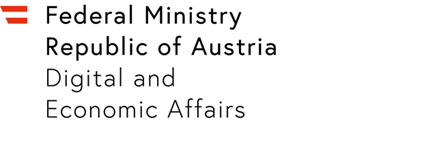 Federal Ministry
Republic of Austria
Digital and
Economic Affairs